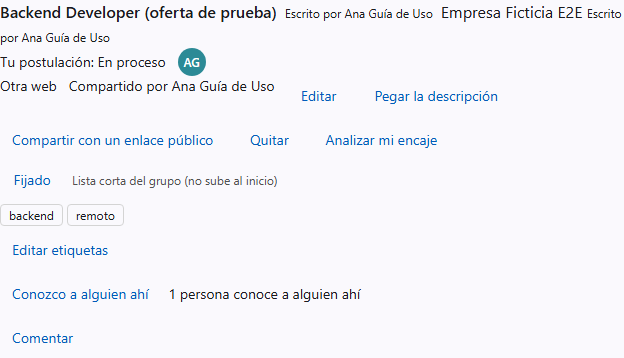 Backend Developer (oferta de prueba) Escrito por Ana Guía de Uso Empresa Ficticia E2E Escrito
por Ana Guía de Uso
Tu postulación: En proceso AG
Otra web Compartido por Ana Guía de Uso Editar Pegar la descripción
Compartir con un enlace público Quitar Analizar mi encaje
Fijado Lista corta del grupo (no sube al inicio)
backend remoto
Editar etiquetas
Conozco a alguien ahí 1 persona conoce a alguien ahí
Comentar